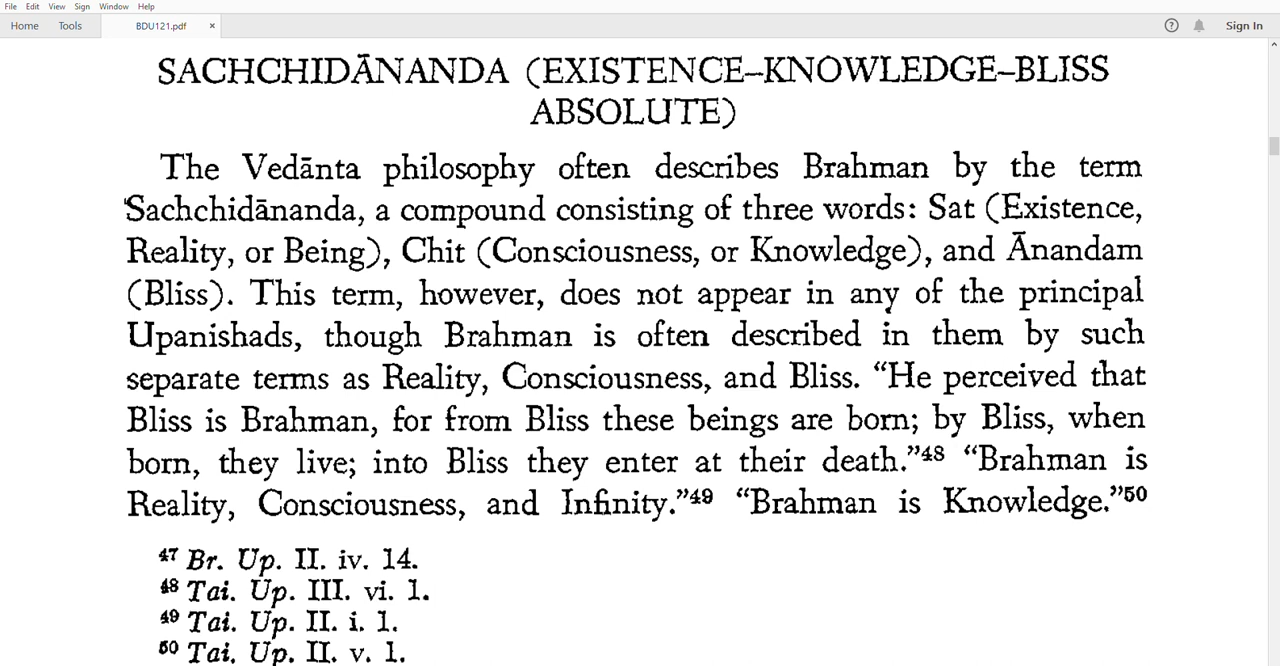 File Edit View Sign Window Help
Home Tools BDU121.pdf × Sign In
SACHCHIDĀNANDA (EXISTENCE–KNOWLEDGE–BLISS
ABSOLUTE)
The Vedānta philosophy often describes Brahman by the term
Sachchidānanda, a compound consisting of three words: Sat (Existence,
Reality, or Being), Chit (Consciousness, or Knowledge), and Ānandam
(Bliss). This term, however, does not appear in any of the principal
Upanishads, though Brahman is often described in them by such
separate terms as Reality, Consciousness, and Bliss. “He perceived that
Bliss is Brahman, for from Bliss these beings are born; by Bliss, when
born, they live; into Bliss they enter at their death.”⁴⁸ “Brahman is
Reality, Consciousness, and Infinity.”⁴⁹ “Brahman is Knowledge.”⁵⁰
⁴⁷ Br. Up. II. iv. 14.
⁴⁸ Tai. Up. III. vi. 1.
⁴⁹ Tai. Up. II. i. 1.
⁵⁰ Tai. Up. II. v. 1.